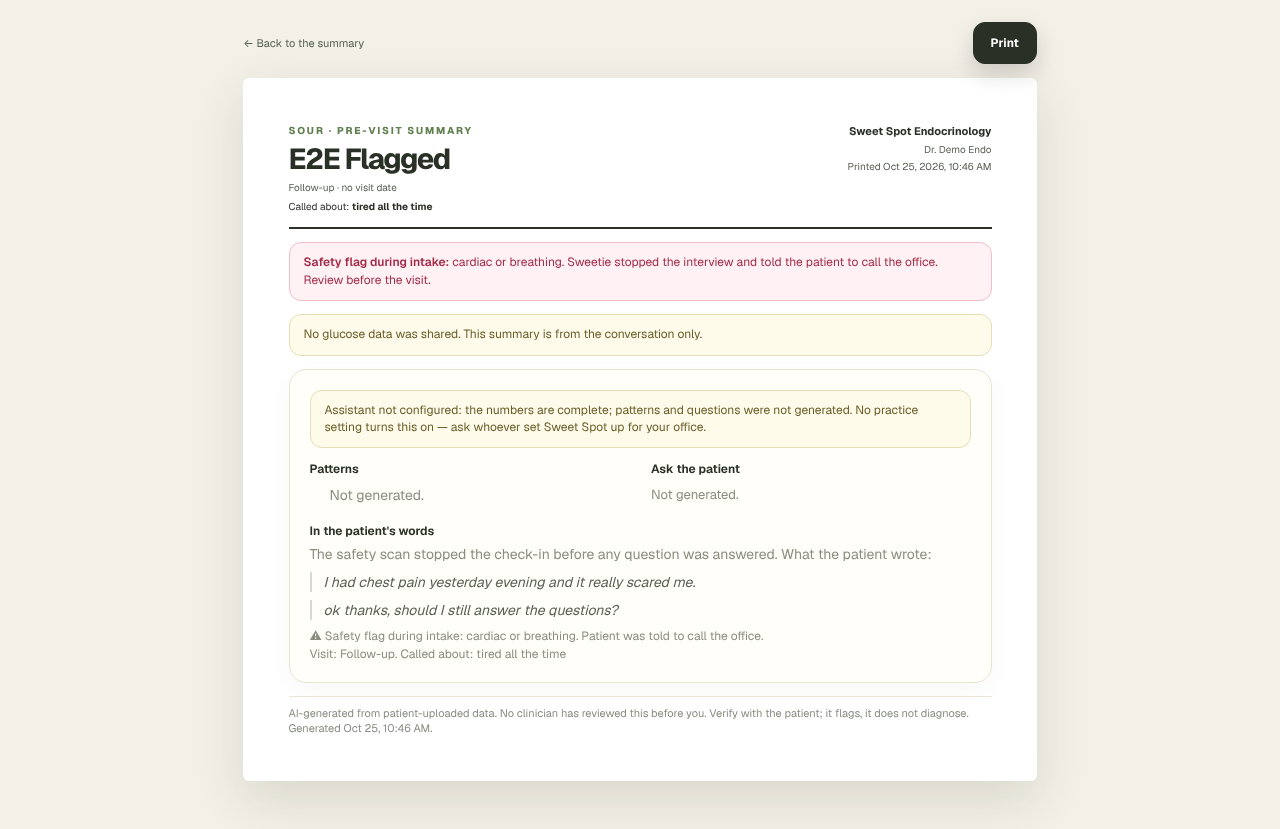 ← Back to the summary
Print
SOUR · PRE-VISIT SUMMARY
E2E Flagged
Follow-up · no visit date
Called about: tired all the time
Sweet Spot Endocrinology
Dr. Demo Endo
Printed Oct 25, 2026, 10:46 AM
Safety flag during intake: cardiac or breathing. Sweetie stopped the interview and told the patient to call the office.
Review before the visit.
No glucose data was shared. This summary is from the conversation only.
Assistant not configured: the numbers are complete; patterns and questions were not generated. No practice
setting turns this on — ask whoever set Sweet Spot up for your office.
Patterns
Not generated.
Ask the patient
Not generated.
In the patient's words
The safety scan stopped the check-in before any question was answered. What the patient wrote:
I had chest pain yesterday evening and it really scared me.
ok thanks, should I still answer the questions?
⚠ Safety flag during intake: cardiac or breathing. Patient was told to call the office.
Visit: Follow-up. Called about: tired all the time
AI-generated from patient-uploaded data. No clinician has reviewed this before you. Verify with the patient; it flags, it does not diagnose.
Generated Oct 25, 10:46 AM.